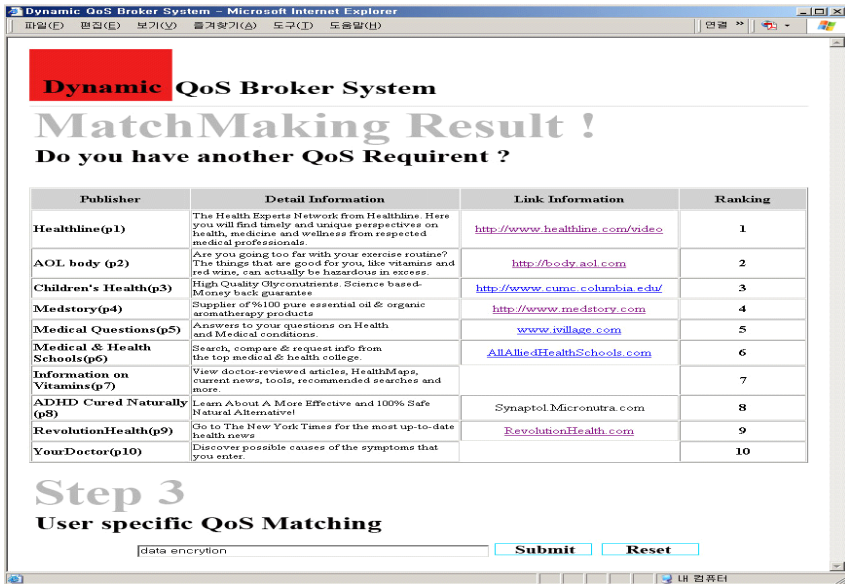 Dynamic QoS Broker System - Microsoft Internet Explorer
파일(F) 편집(E) 보기(V) 즐겨찾기(A) 도구(T) 도움말(H) 연결 »
Dynamic QoS Broker System
MatchMaking Result !
Do you have another QoS Requirent ?
Publisher Detail Information Link Information Ranking
Healthline(p1)
The Health Experts Network from Healthline. Here
you will find timely and unique perspectives on
health, medicine and wellness from respected
medical professionals.
http://www.healthline.com/video
1
AOL body (p2)
Are you going too far with your exercise routine?
The things that are good for you, like vitamins and
red wine, can actually be hazardous in excess.
http://body.aol.com
2
Children's Health(p3)
High Quality Glyconutrients. Science based-
Money back guarantee
http://www.cumc.columbia.edu/
3
Medstory(p4)
Supplier of %100 pure essential oil & organic
aromatherapy products
http://www.medstory.com
4
Medical Questions(p5)
Answers to your questions on Health
and Medical conditions.
www.ivillage.com
5
Medical & Health
Schools(p6)
Search, compare & request info from
the top medical & health college.
AllAlliedHealthSchools.com
6
Information on
Vitamins(p7)
View doctor-reviewed articles, HealthMaps,
current news, tools, recommended searches and
more.
7
ADHD Cured Naturally
(p8)
Learn About A More Effective and 100% Safe
Natural Alternative!
Synaptol.Micronutra.com
8
RevolutionHealth(p9)
Go to The New York Times for the most up-to-date
health news
RevolutionHealth.com
9
YourDoctor(p10)
Discover possible causes of the symptoms that
you enter.
10
Step 3
User specific QoS Matching
data encrytion Submit Reset
내 컴퓨터